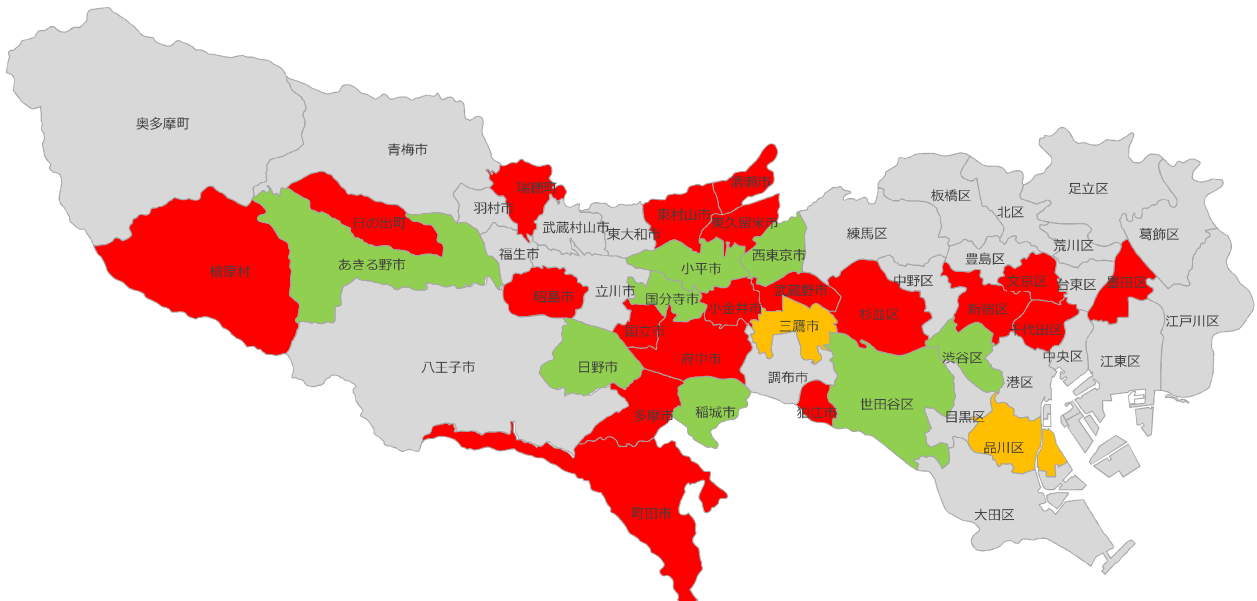 奥多摩町
青梅市
瑞穂町
羽村市
武蔵村山市
東大和市
東村山市
清瀬市
東久留米市
日の出町
あきる野市
檜原村
福生市
昭島市
立川市
小平市
西東京市
国分寺市
小金井市
武蔵野市
三鷹市
国立市
府中市
日野市
八王子市
多摩市
稲城市
調布市
狛江市
町田市
練馬区
板橋区
北区
足立区
葛飾区
荒川区
豊島区
中野区
杉並区
文京区
台東区
墨田区
新宿区
千代田区
江戸川区
渋谷区
中央区
江東区
港区
世田谷区
目黒区
品川区
大田区